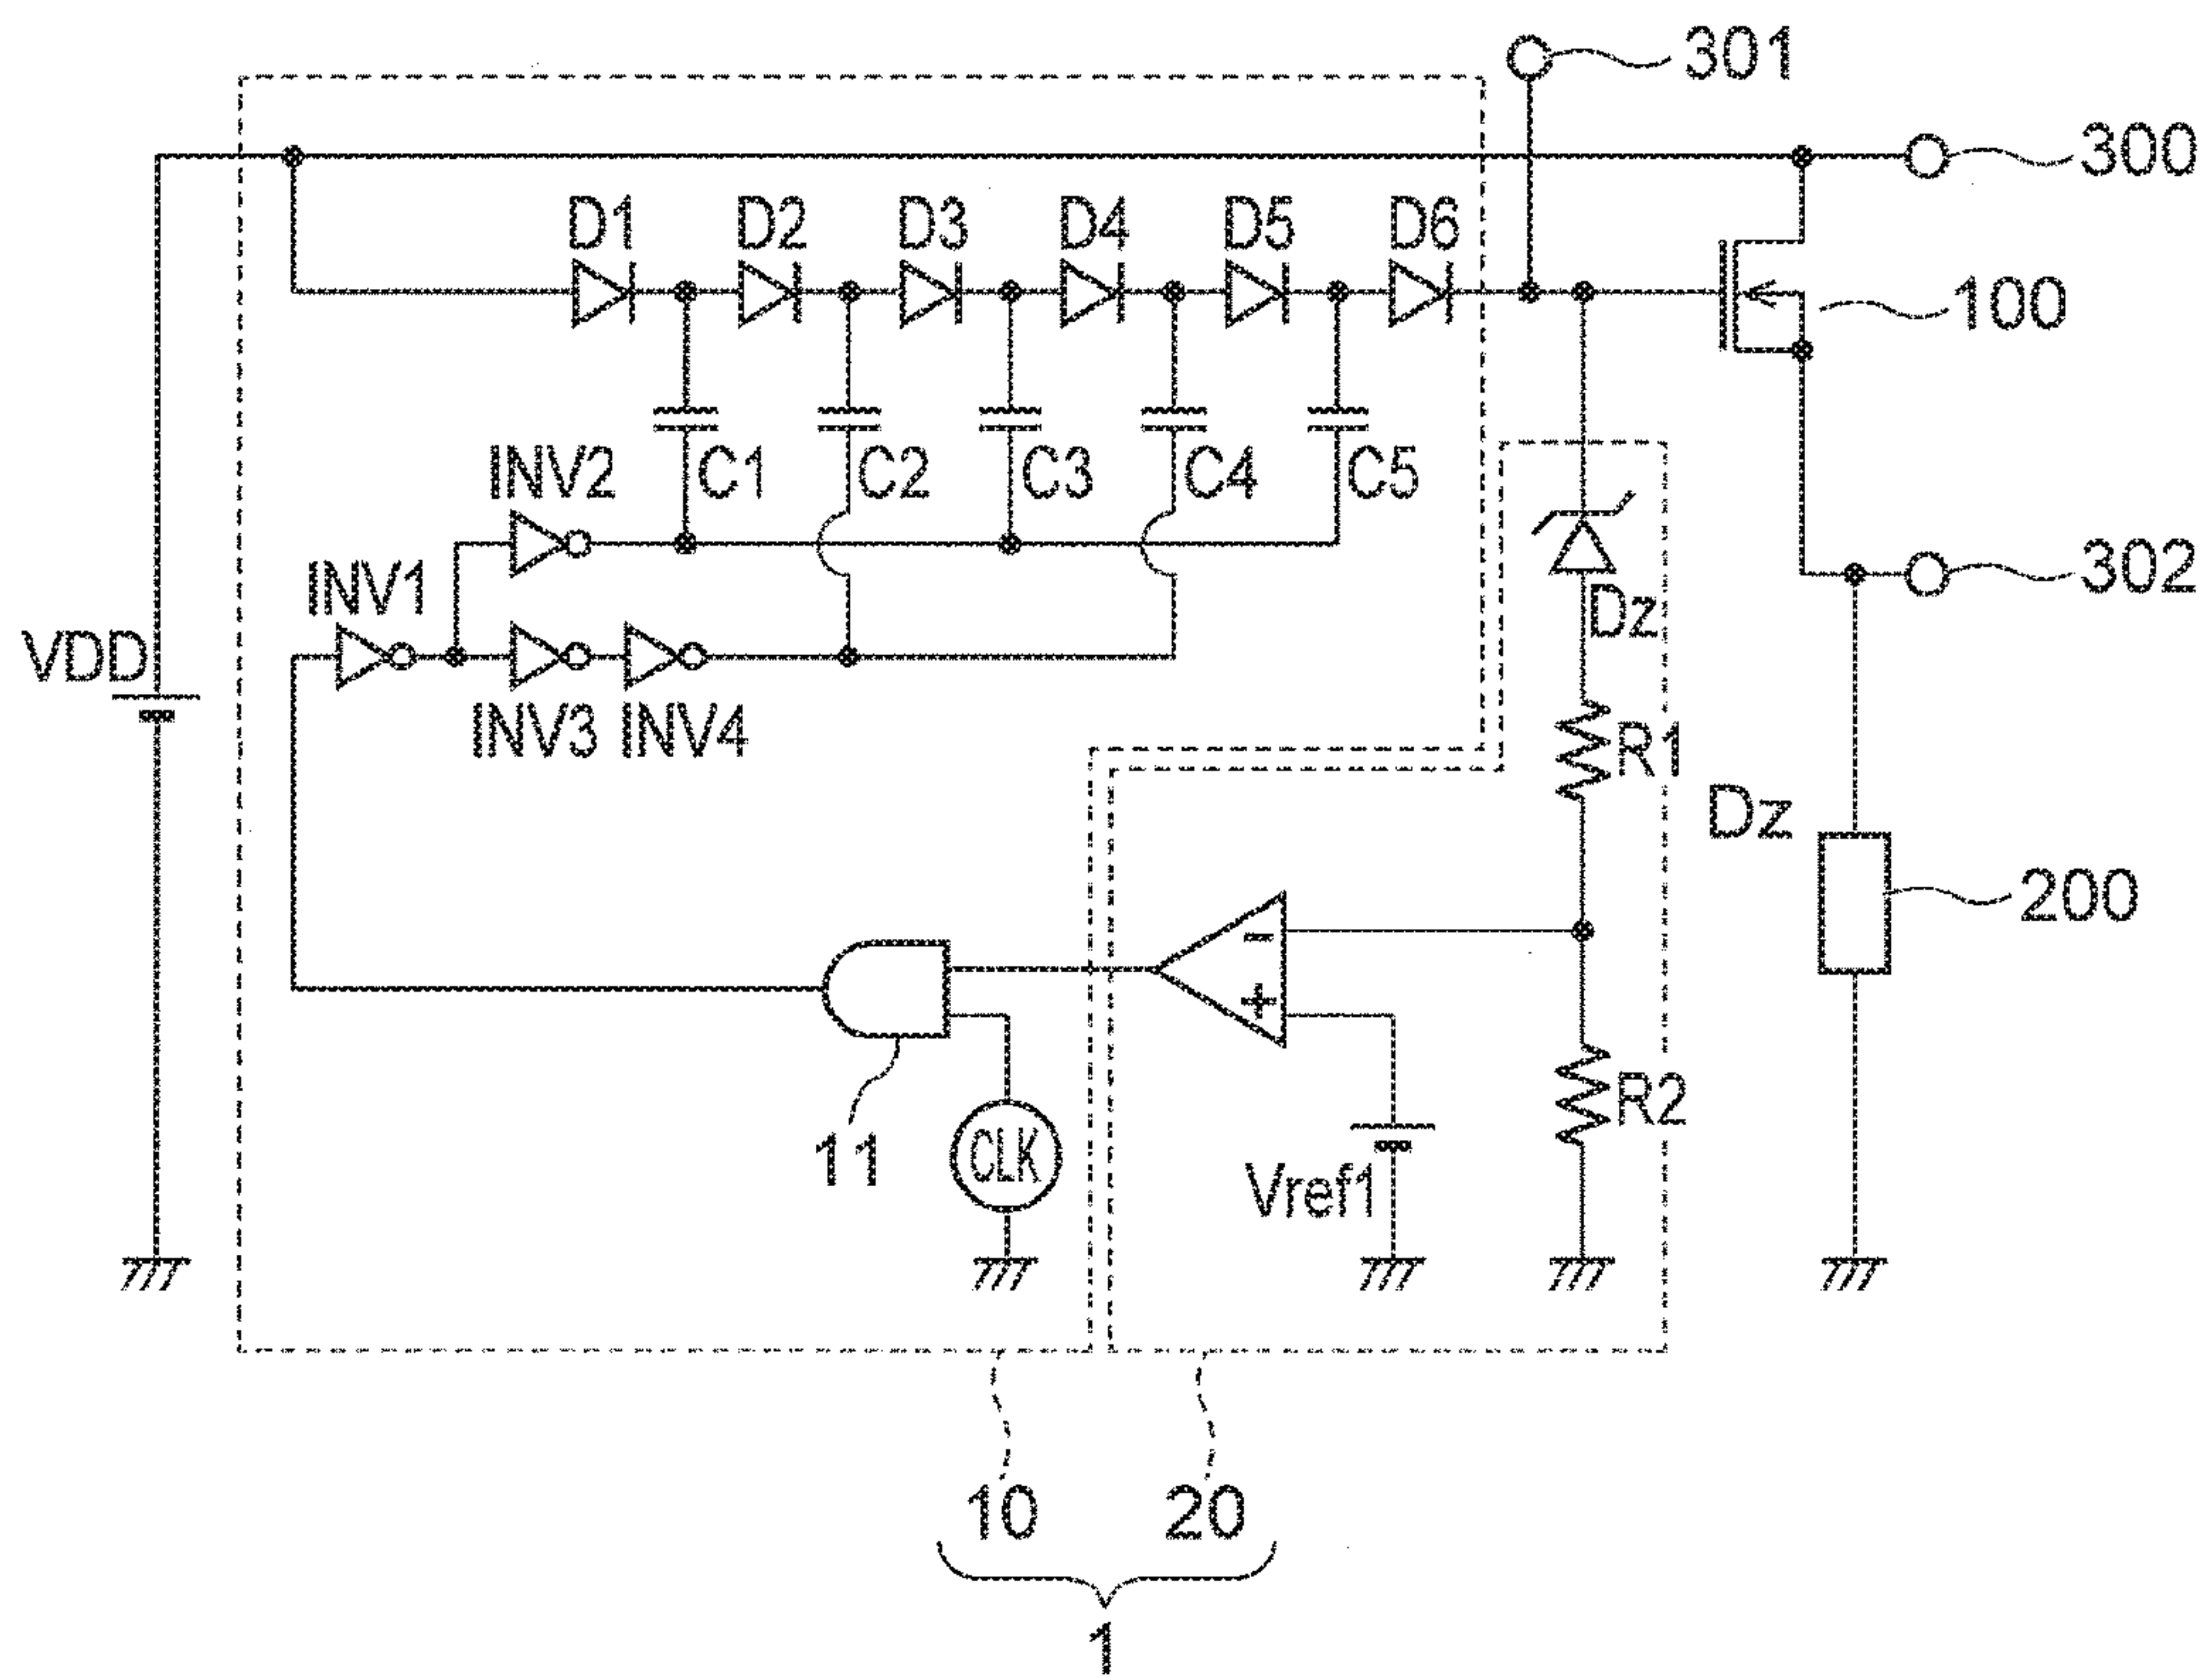 301
300
D1 D2 D3 D4 D5 D6
100
INV2 C1 C2 C3 C4 C5
302
INV1
Dz
VDD
INV3 INV4
R1
Dz
200
- 
+
R2
11
CLK
Vref1
10 20
1